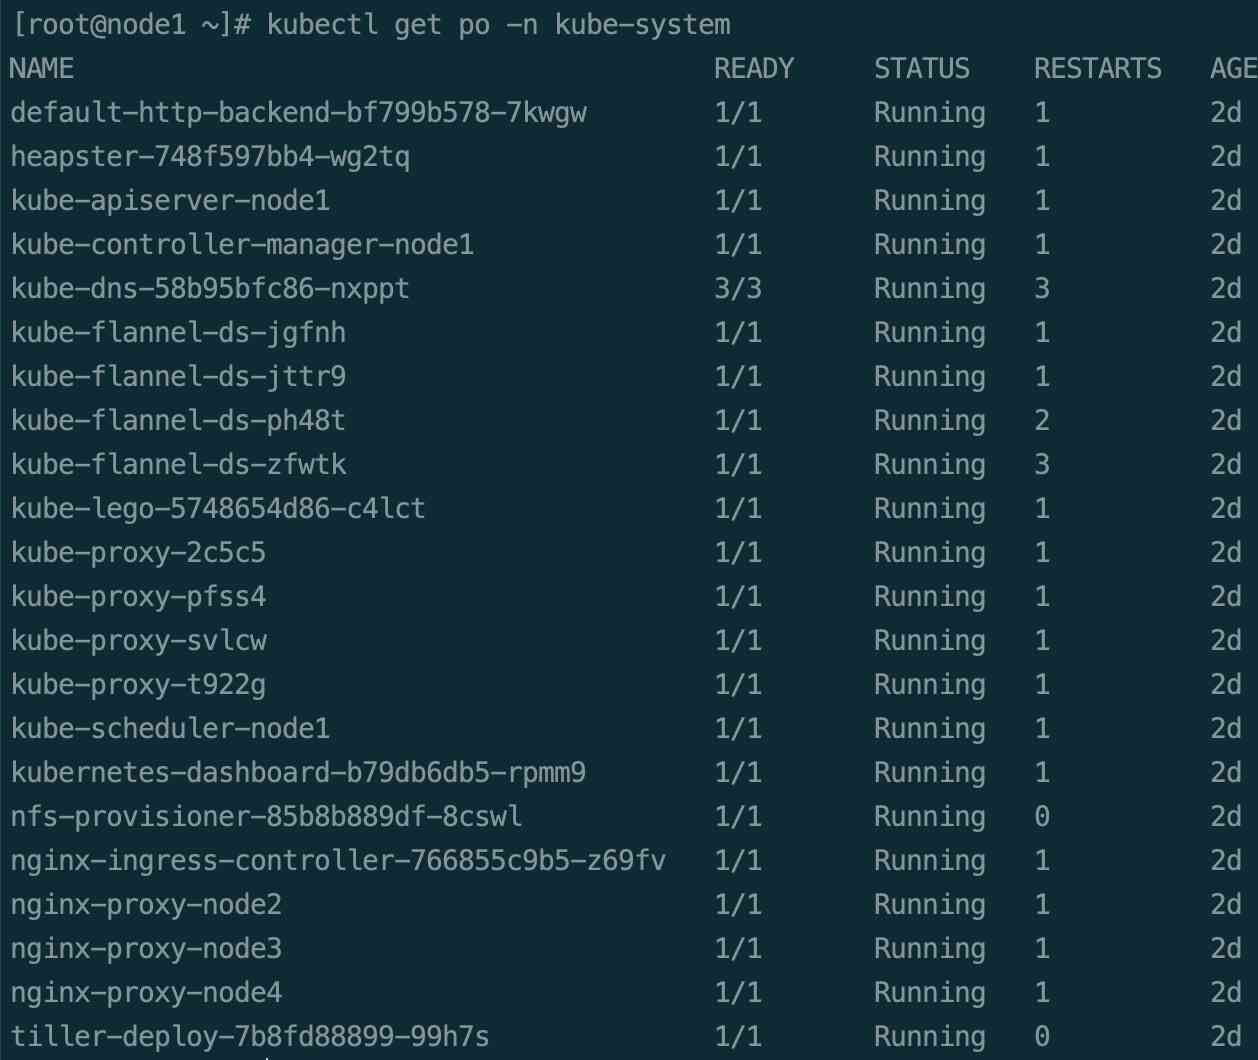 [root@node1 ~]# kubectl get po -n kube-system
NAME READY STATUS RESTARTS AGE
default-http-backend-bf799b578-7kwgw 1/1 Running 1 2d
heapster-748f597bb4-wg2tq 1/1 Running 1 2d
kube-apiserver-node1 1/1 Running 1 2d
kube-controller-manager-node1 1/1 Running 1 2d
kube-dns-58b95bfc86-nxppt 3/3 Running 3 2d
kube-flannel-ds-jgfnh 1/1 Running 1 2d
kube-flannel-ds-jttr9 1/1 Running 1 2d
kube-flannel-ds-ph48t 1/1 Running 2 2d
kube-flannel-ds-zfwtk 1/1 Running 3 2d
kube-lego-5748654d86-c4lct 1/1 Running 1 2d
kube-proxy-2c5c5 1/1 Running 1 2d
kube-proxy-pfss4 1/1 Running 1 2d
kube-proxy-svlcw 1/1 Running 1 2d
kube-proxy-t922g 1/1 Running 1 2d
kube-scheduler-node1 1/1 Running 1 2d
kubernetes-dashboard-b79db6db5-rpmm9 1/1 Running 1 2d
nfs-provisioner-85b8b889df-8cswl 1/1 Running 0 2d
nginx-ingress-controller-766855c9b5-z69fv 1/1 Running 1 2d
nginx-proxy-node2 1/1 Running 1 2d
nginx-proxy-node3 1/1 Running 1 2d
nginx-proxy-node4 1/1 Running 1 2d
tiller-deploy-7b8fd88899-99h7s 1/1 Running 0 2d